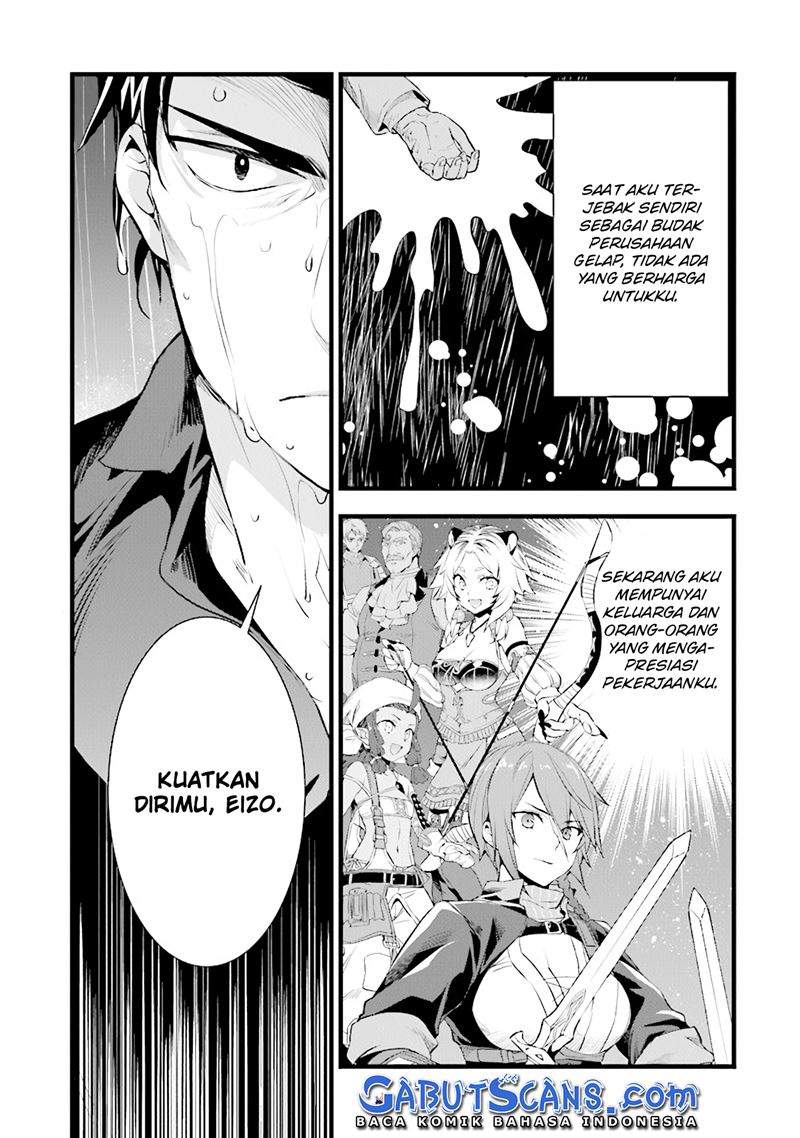 SAAT AKU TER-
JEBAK SENDIRI
SEBAGAI BUDAK
PERUSAHAAN
GELAP, TIDAK ADA
YANG BERHARGA
UNTUKKU.
SEKARANG AKU
MEMPUNYAI
KELUARGA DAN
ORANG-ORANG
YANG MENGA-
PRESIASI
PEKERJAANKU.
KUATKAN
DIRIMU, EIZO.
GABUTSCANS.com
BACA KOMIK BAHASA INDONESIA